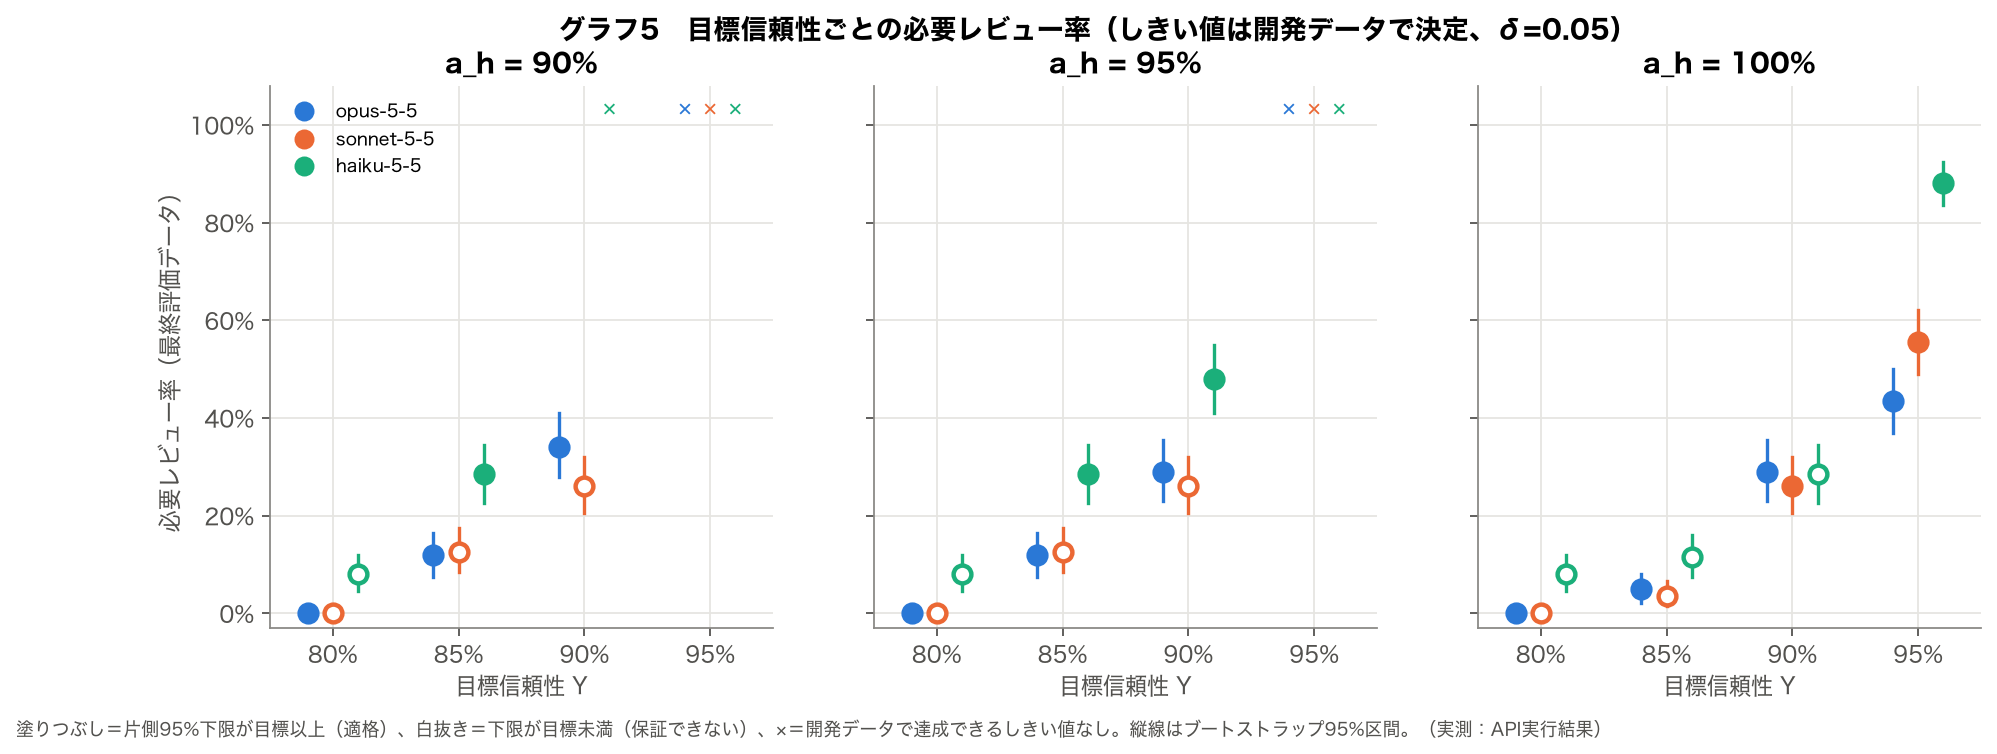 グラフ5　目標信頼性ごとの必要レビュー率（しきい値は開発データで決定、δ=0.05）
a_h = 90%
a_h = 95%
a_h = 100%
opus-5-5
sonnet-5-5
haiku-5-5
必要レビュー率（最終評価データ）
100%
80%
60%
40%
20%
0%
80% 85% 90% 95%
80% 85% 90% 95%
80% 85% 90% 95%
目標信頼性 Y
目標信頼性 Y
目標信頼性 Y
塗りつぶし＝片側95%下限が目標以上（適格）、白抜き＝下限が目標未満（保証できない）、×＝開発データで達成できるしきい値なし。縦線はブートストラップ95%区間。（実測：API実行結果）